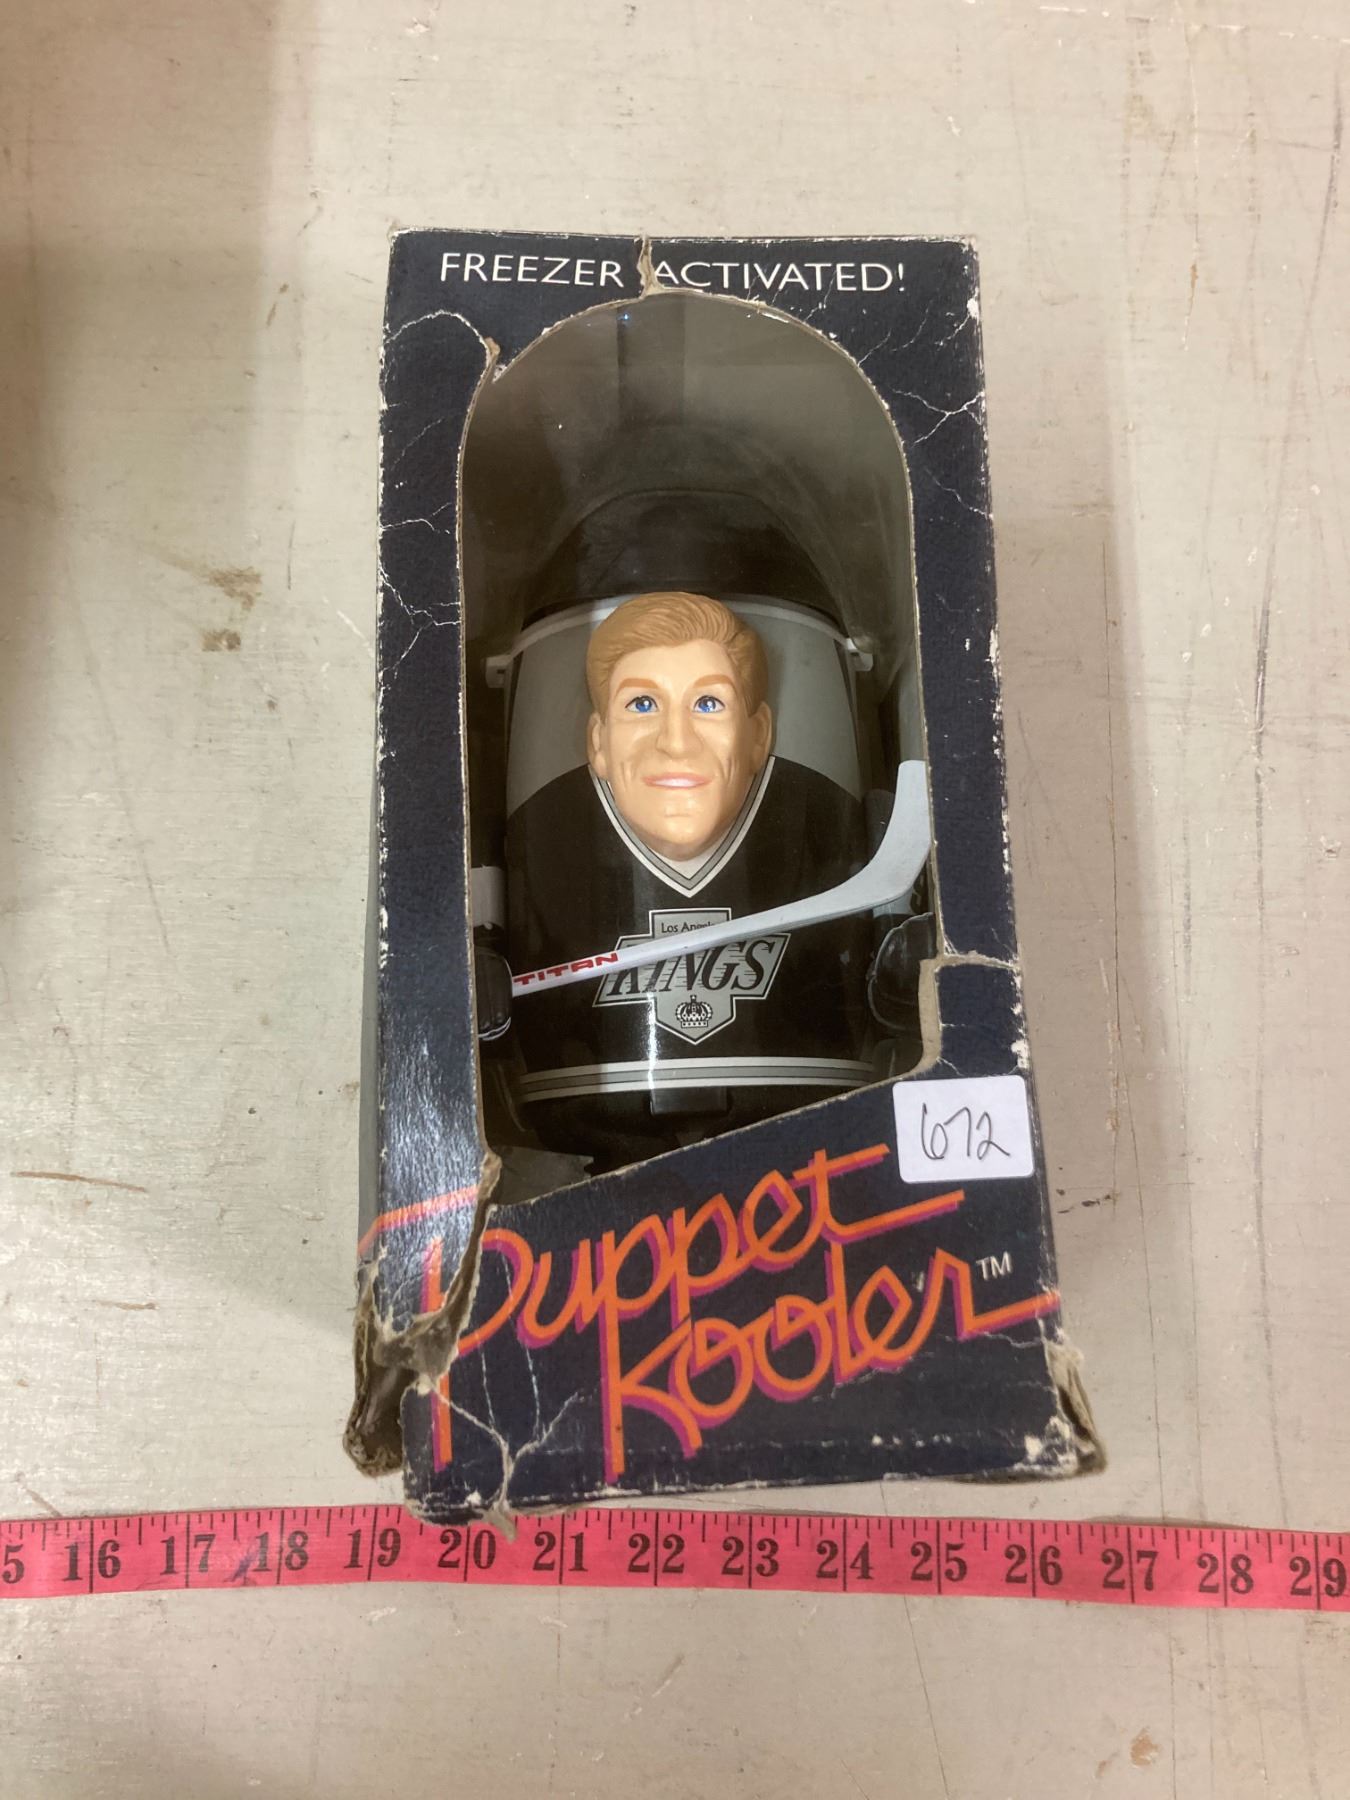 FREEZER ACTIVATED!
Los Angeles
KINGS
TITAN
672
Puppet
Kooler™
15 16 17 18 19 20 21 22 23 24 25 26 27 28 29